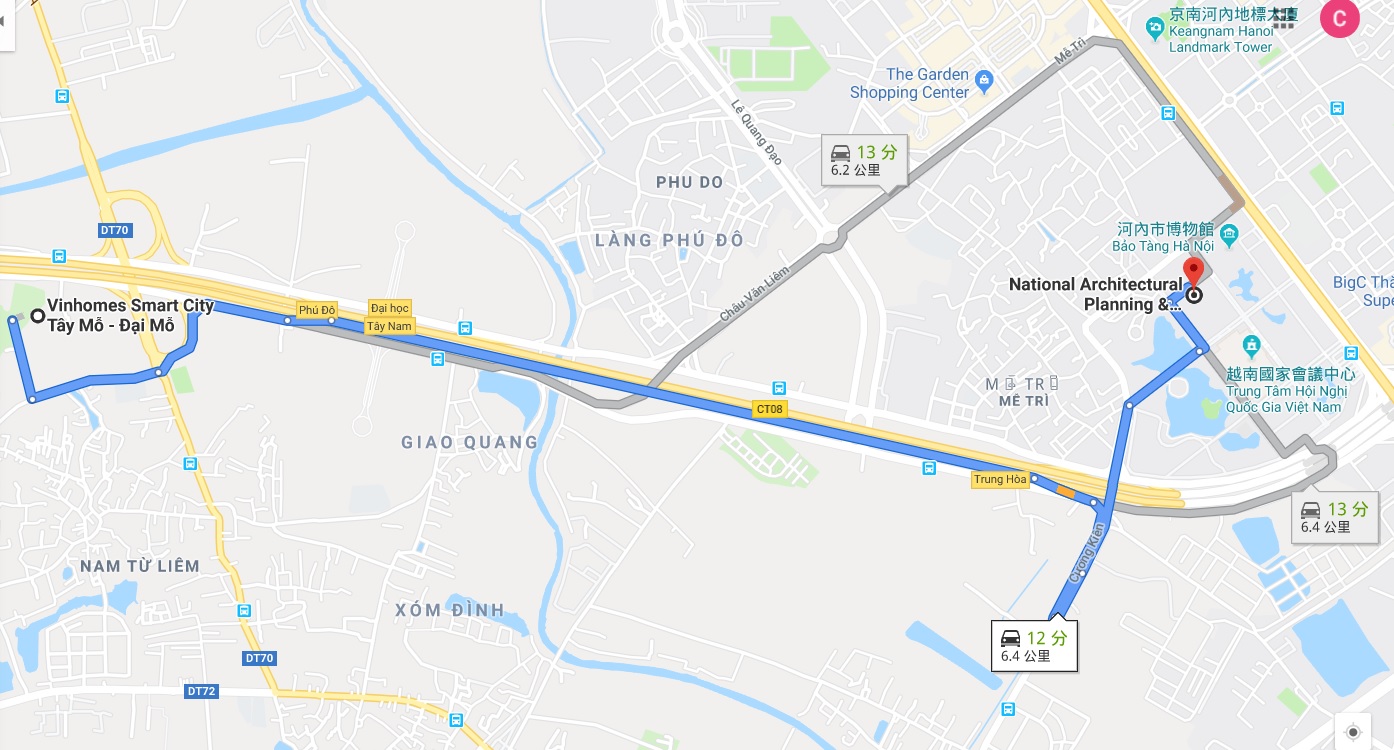 京南河內地標大廈
Keangnam Hanoi
Landmark Tower
C
Mễ Trì
The Garden
Shopping Center
Lê Quang Đạo
13 分
6.2 公里
PHU DO
DT70
河內市博物館
Bảo Tàng Hà Nội
LÀNG PHÚ ĐÔ
National Architectural
Planning &...
BigC Thă
Supe
Châu Văn Liêm
Vinhomes Smart City
Tây Mỗ - Đại Mỗ
Phú Đô
Đại học
Tây Nam
越南國家會議中心
Trung Tâm Hội Nghị
Quốc Gia Việt Nam
MÊ TRÌ
CT08
GIAO QUANG
Trung Hòa
13 分
6.4 公里
Cương Kiên
NAM TỪ LIÊM
XÓM ĐÌNH
12 分
6.4 公里
DT70
DT72